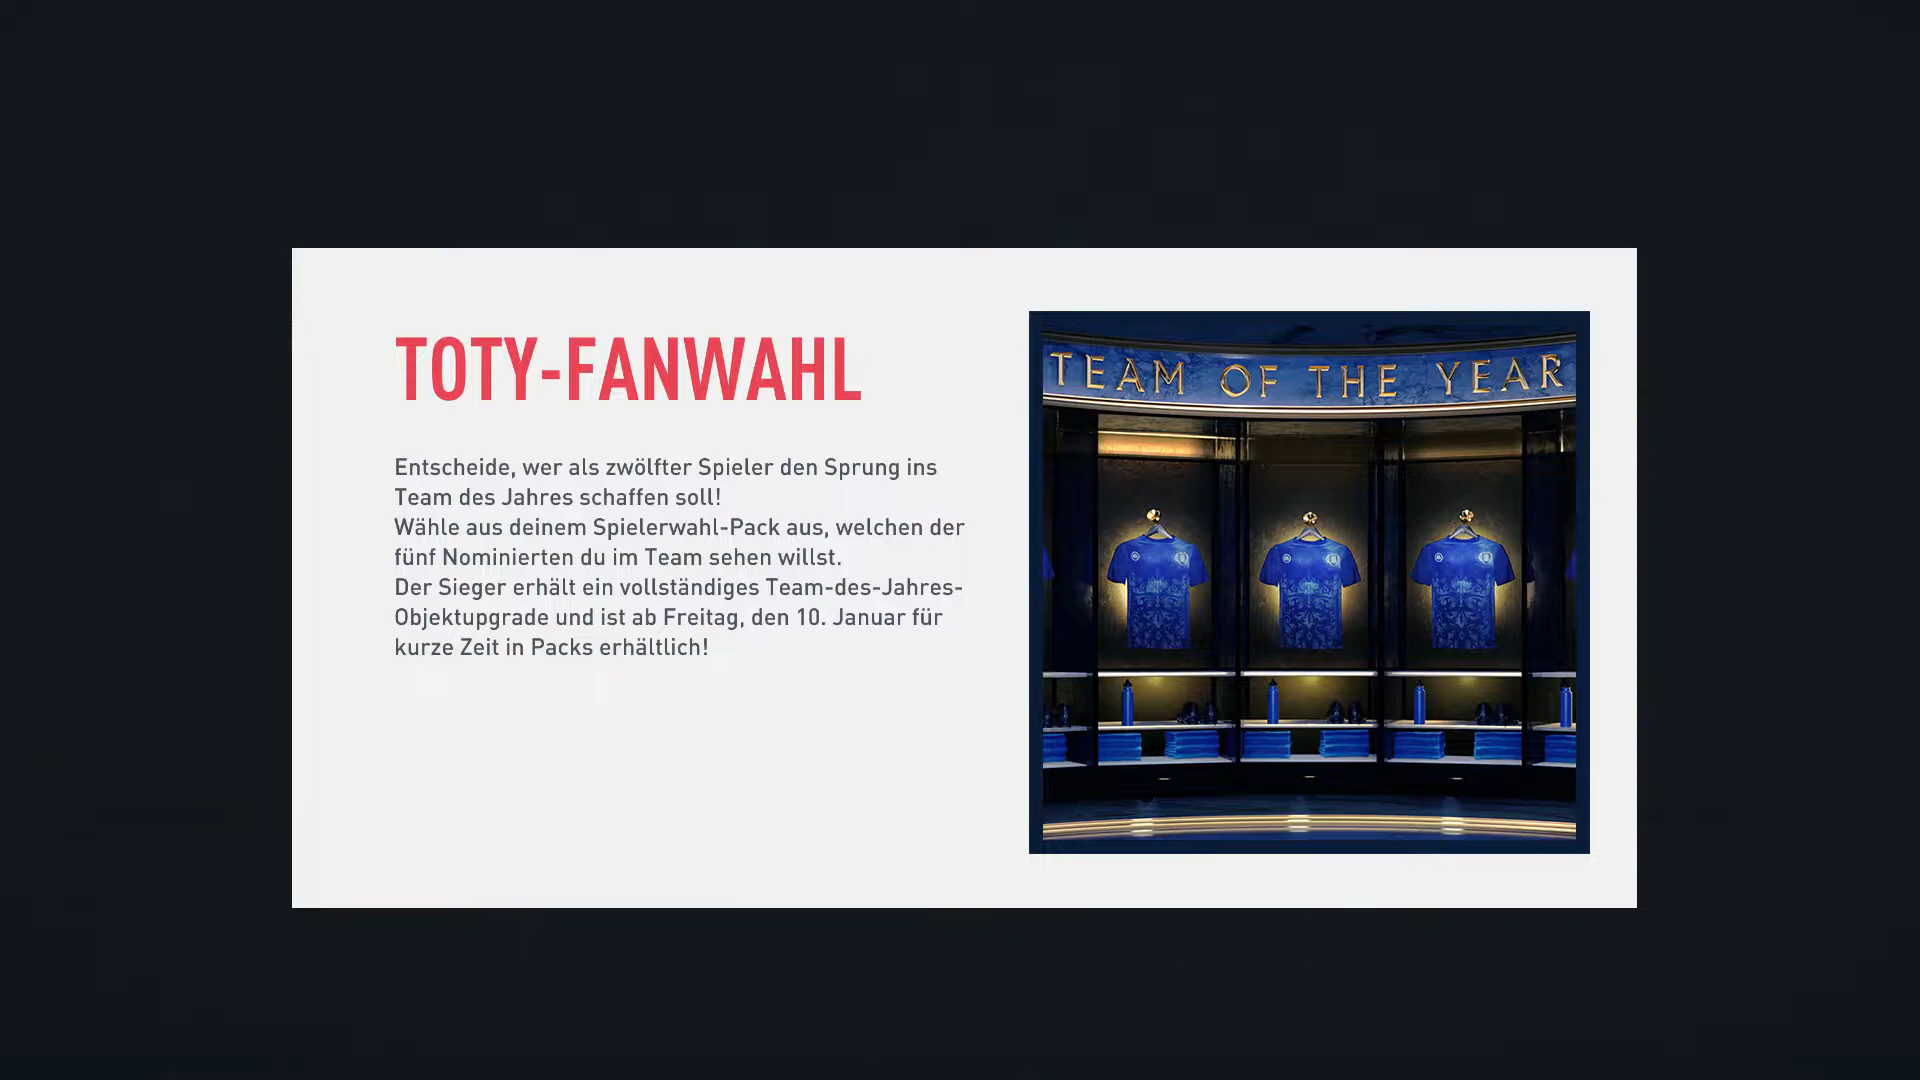 TOTY-FANWAHL
Entscheide, wer als zwölfter Spieler den Sprung ins
Team des Jahres schaffen soll!
Wähle aus deinem Spielerwahl-Pack aus, welchen der
fünf Nominierten du im Team sehen willst.
Der Sieger erhält ein vollständiges Team-des-Jahres-
Objektupgrade und ist ab Freitag, den 10. Januar für
kurze Zeit in Packs erhältlich!
TEAM OF THE YEAR